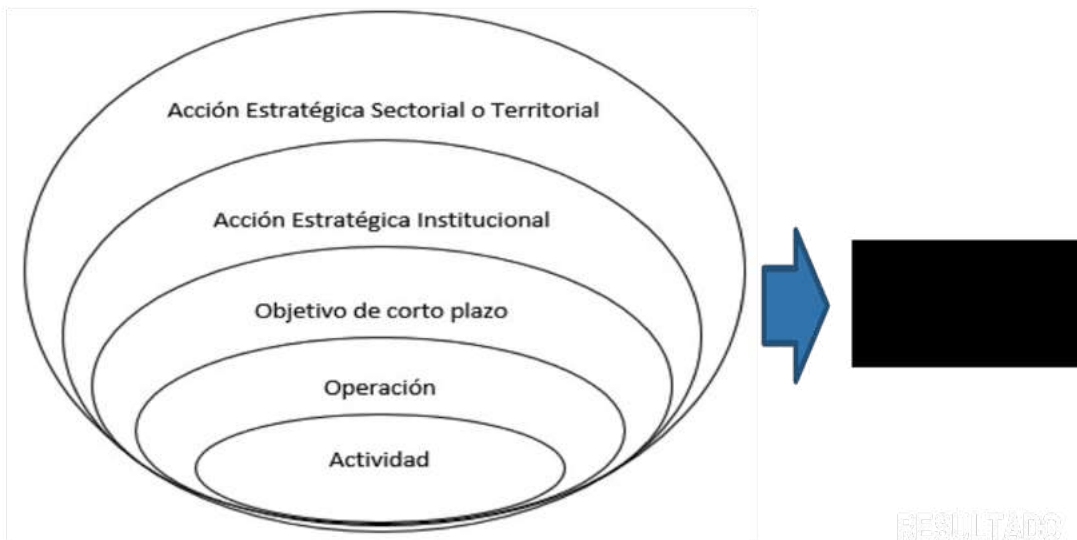 Acción Estratégica Sectorial o Territorial
Acción Estratégica Institucional
Objetivo de corto plazo
Operación
Actividad
RESULTADO